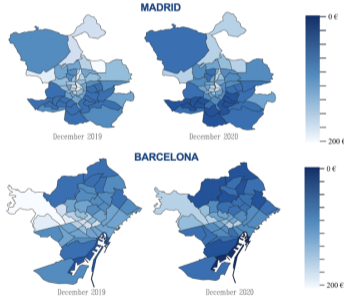 MADRID
0 €
200 €
December 2019
December 2020
BARCELONA
0 €
200 €
December 2019
December 2020